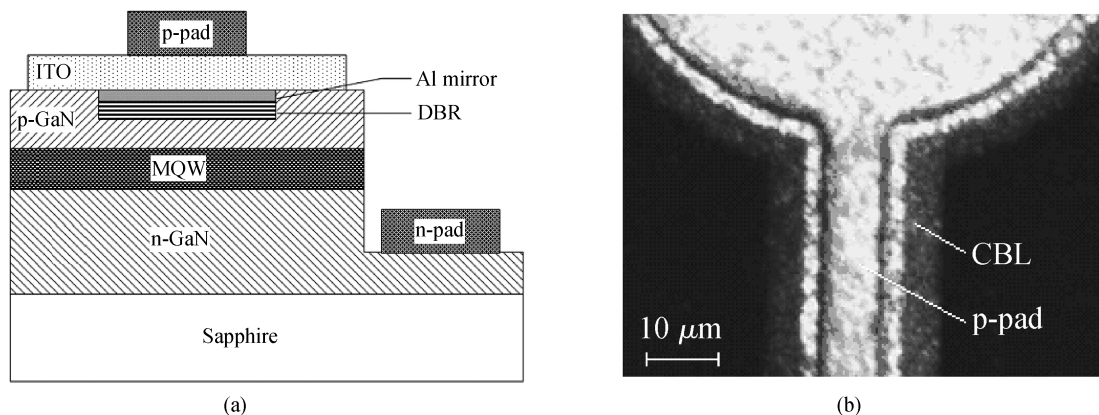 p-pad
ITO
Al mirror
DBR
p-GaN
MQW
n-GaN
n-pad
Sapphire
(a)
CBL
p-pad
10 μm
(b)